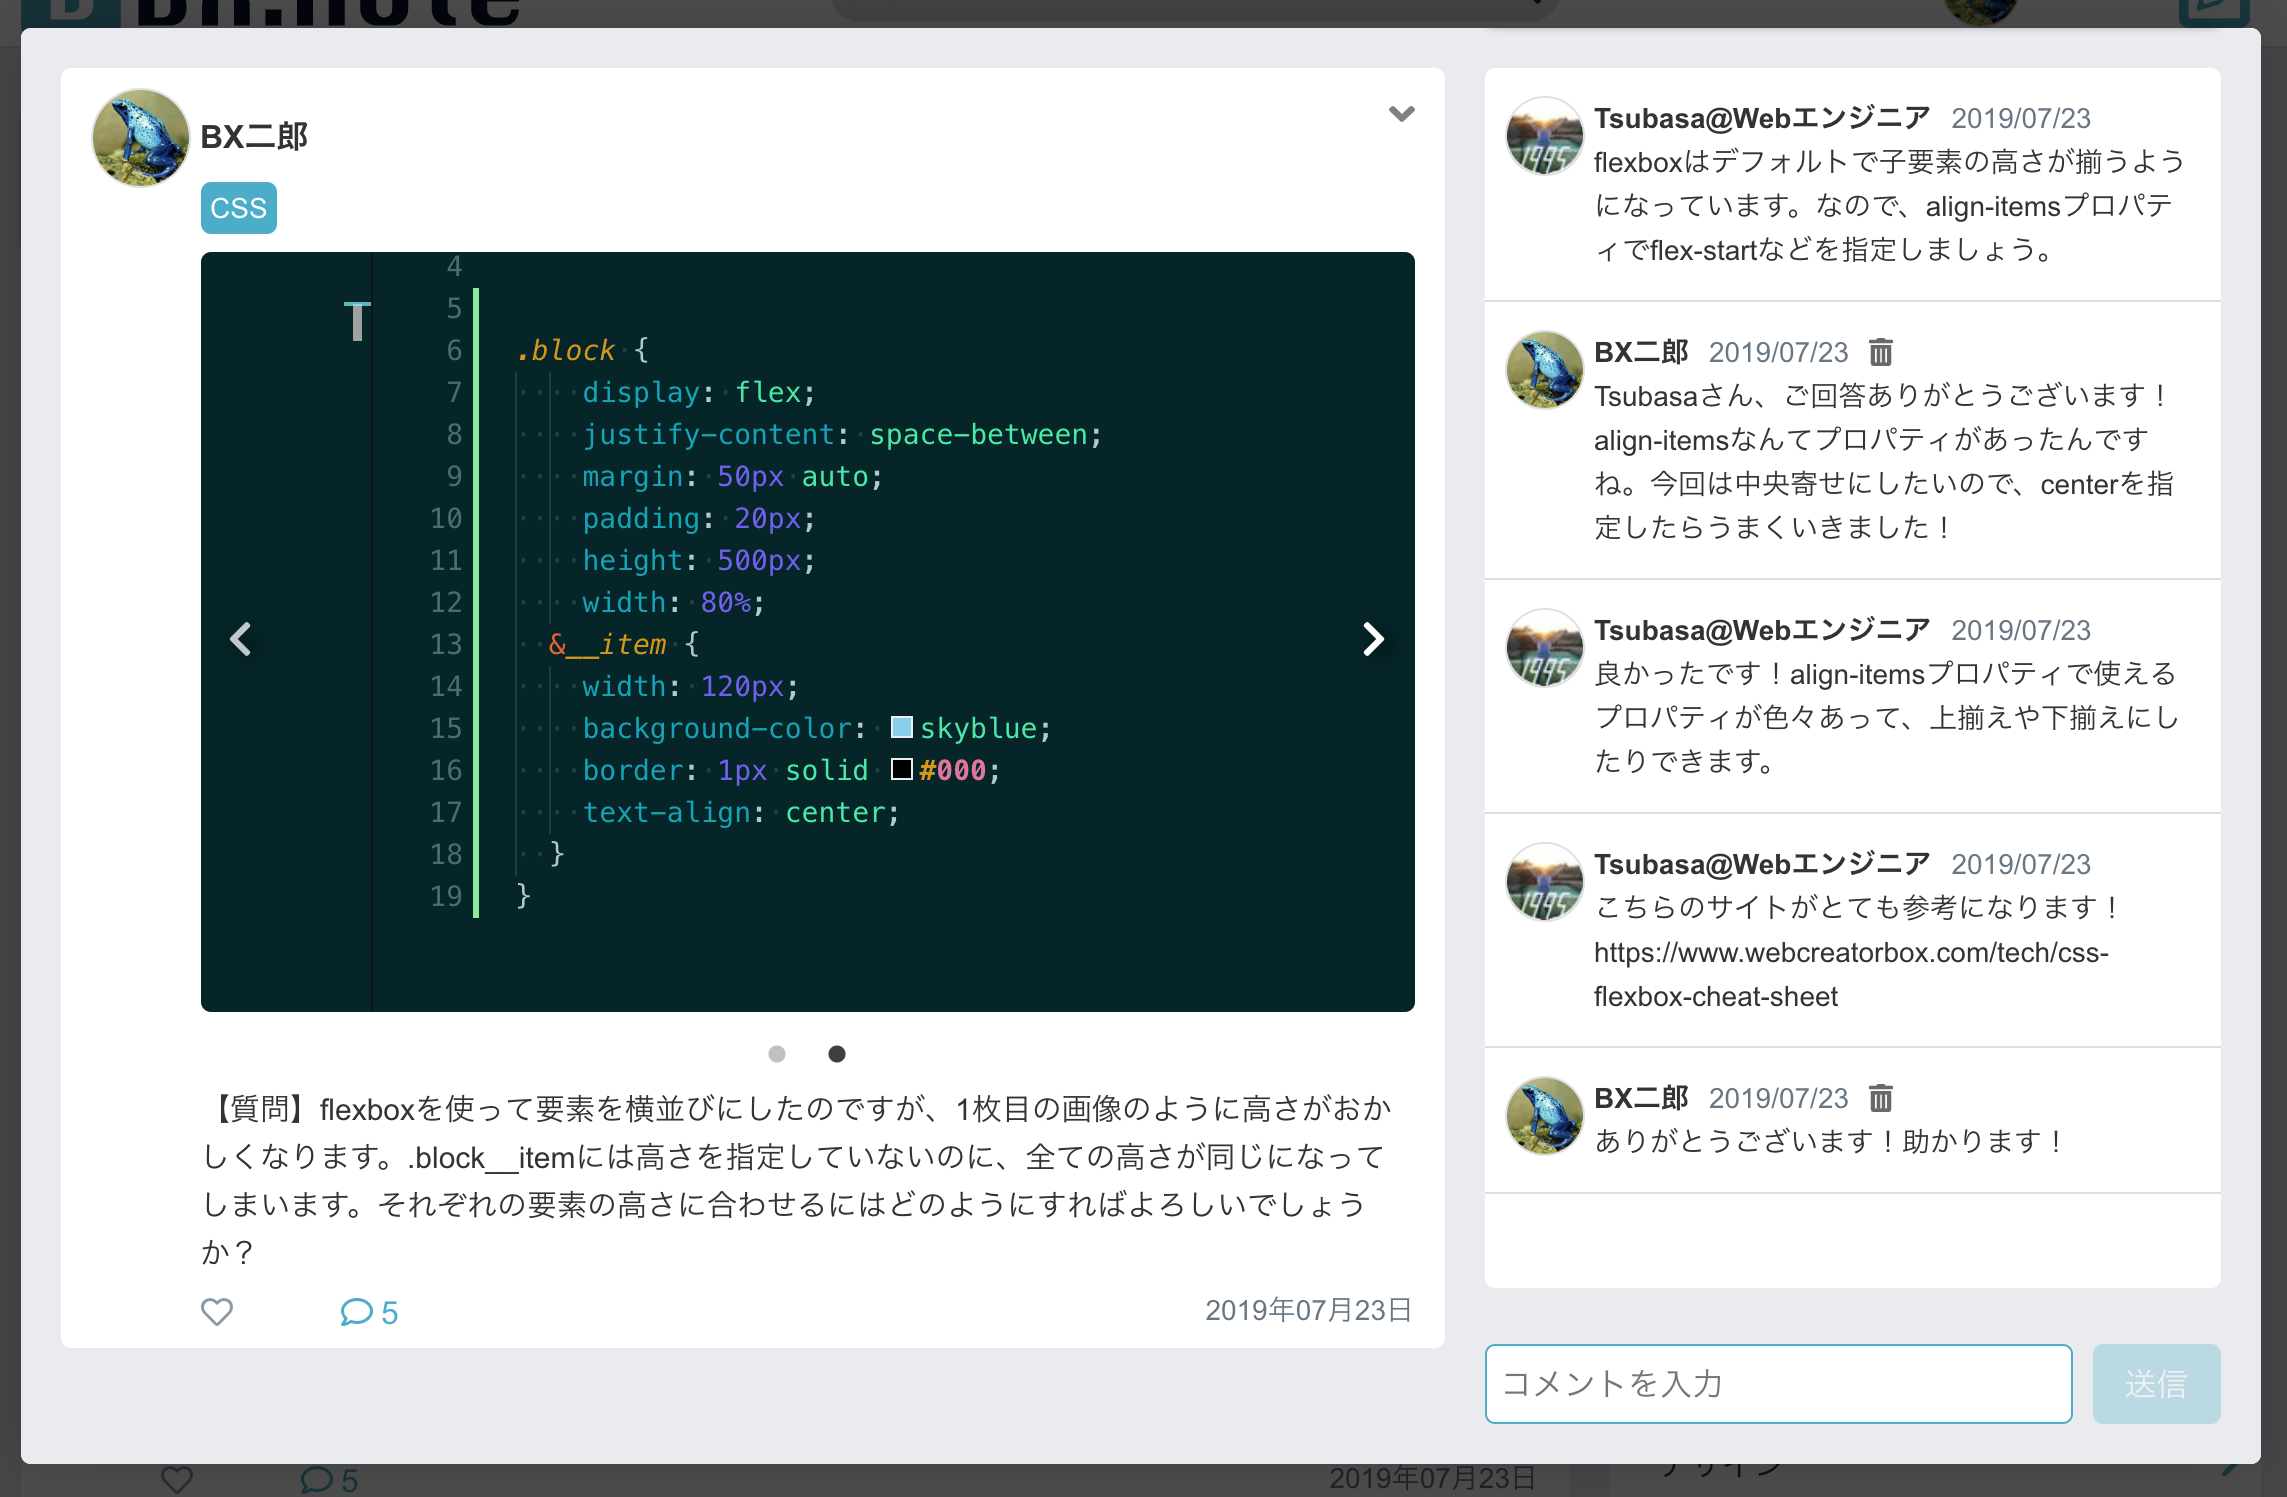 BX二郎
CSS
T
4
5
6 .block {
7 display: flex;
8 justify-content: space-between;
9 margin: 50px auto;
10 padding: 20px;
11 height: 500px;
12 width: 80%;
13 &__item {
14 width: 120px;
15 background-color: skyblue;
16 border: 1px solid #000;
17 text-align: center;
18 }
19 }
【質問】flexboxを使って要素を横並びにしたのですが、1枚目の画像のように高さがおか
しくなります。.block__itemには高さを指定していないのに、全ての高さが同じになって
しまいます。それぞれの要素の高さに合わせるにはどのようにすればよろしいでしょう
か？
5
2019年07月23日
Tsubasa@Webエンジニア 2019/07/23
flexboxはデフォルトで子要素の高さが揃うよう
になっています。なので、align-itemsプロパテ
ィでflex-startなどを指定しましょう。
BX二郎 2019/07/23
Tsubasaさん、ご回答ありがとうございます！
align-itemsなんてプロパティがあったんです
ね。今回は中央寄せにしたいので、centerを指
定したらうまくいきました！
Tsubasa@Webエンジニア 2019/07/23
良かったです！align-itemsプロパティで使える
プロパティが色々あって、上揃えや下揃えにし
たりできます。
Tsubasa@Webエンジニア 2019/07/23
こちらのサイトがとても参考になります！
https://www.webcreatorbox.com/tech/css-
flexbox-cheat-sheet
BX二郎 2019/07/23
ありがとうございます！助かります！
コメントを入力
送信
5
2019年07月23日